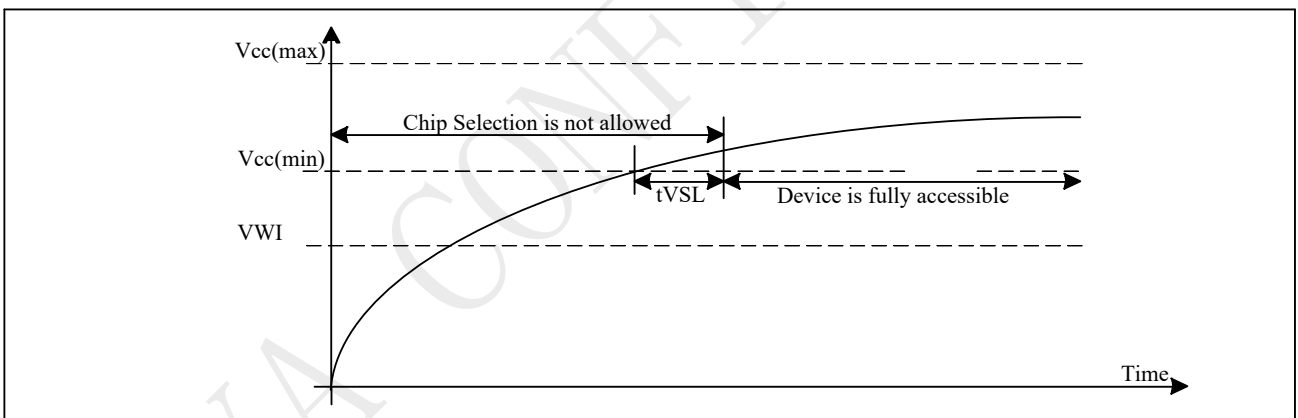 Vcc(max)
Chip Selection is not allowed
Vcc(min)
tVSL
Device is fully accessible
VWI
Time